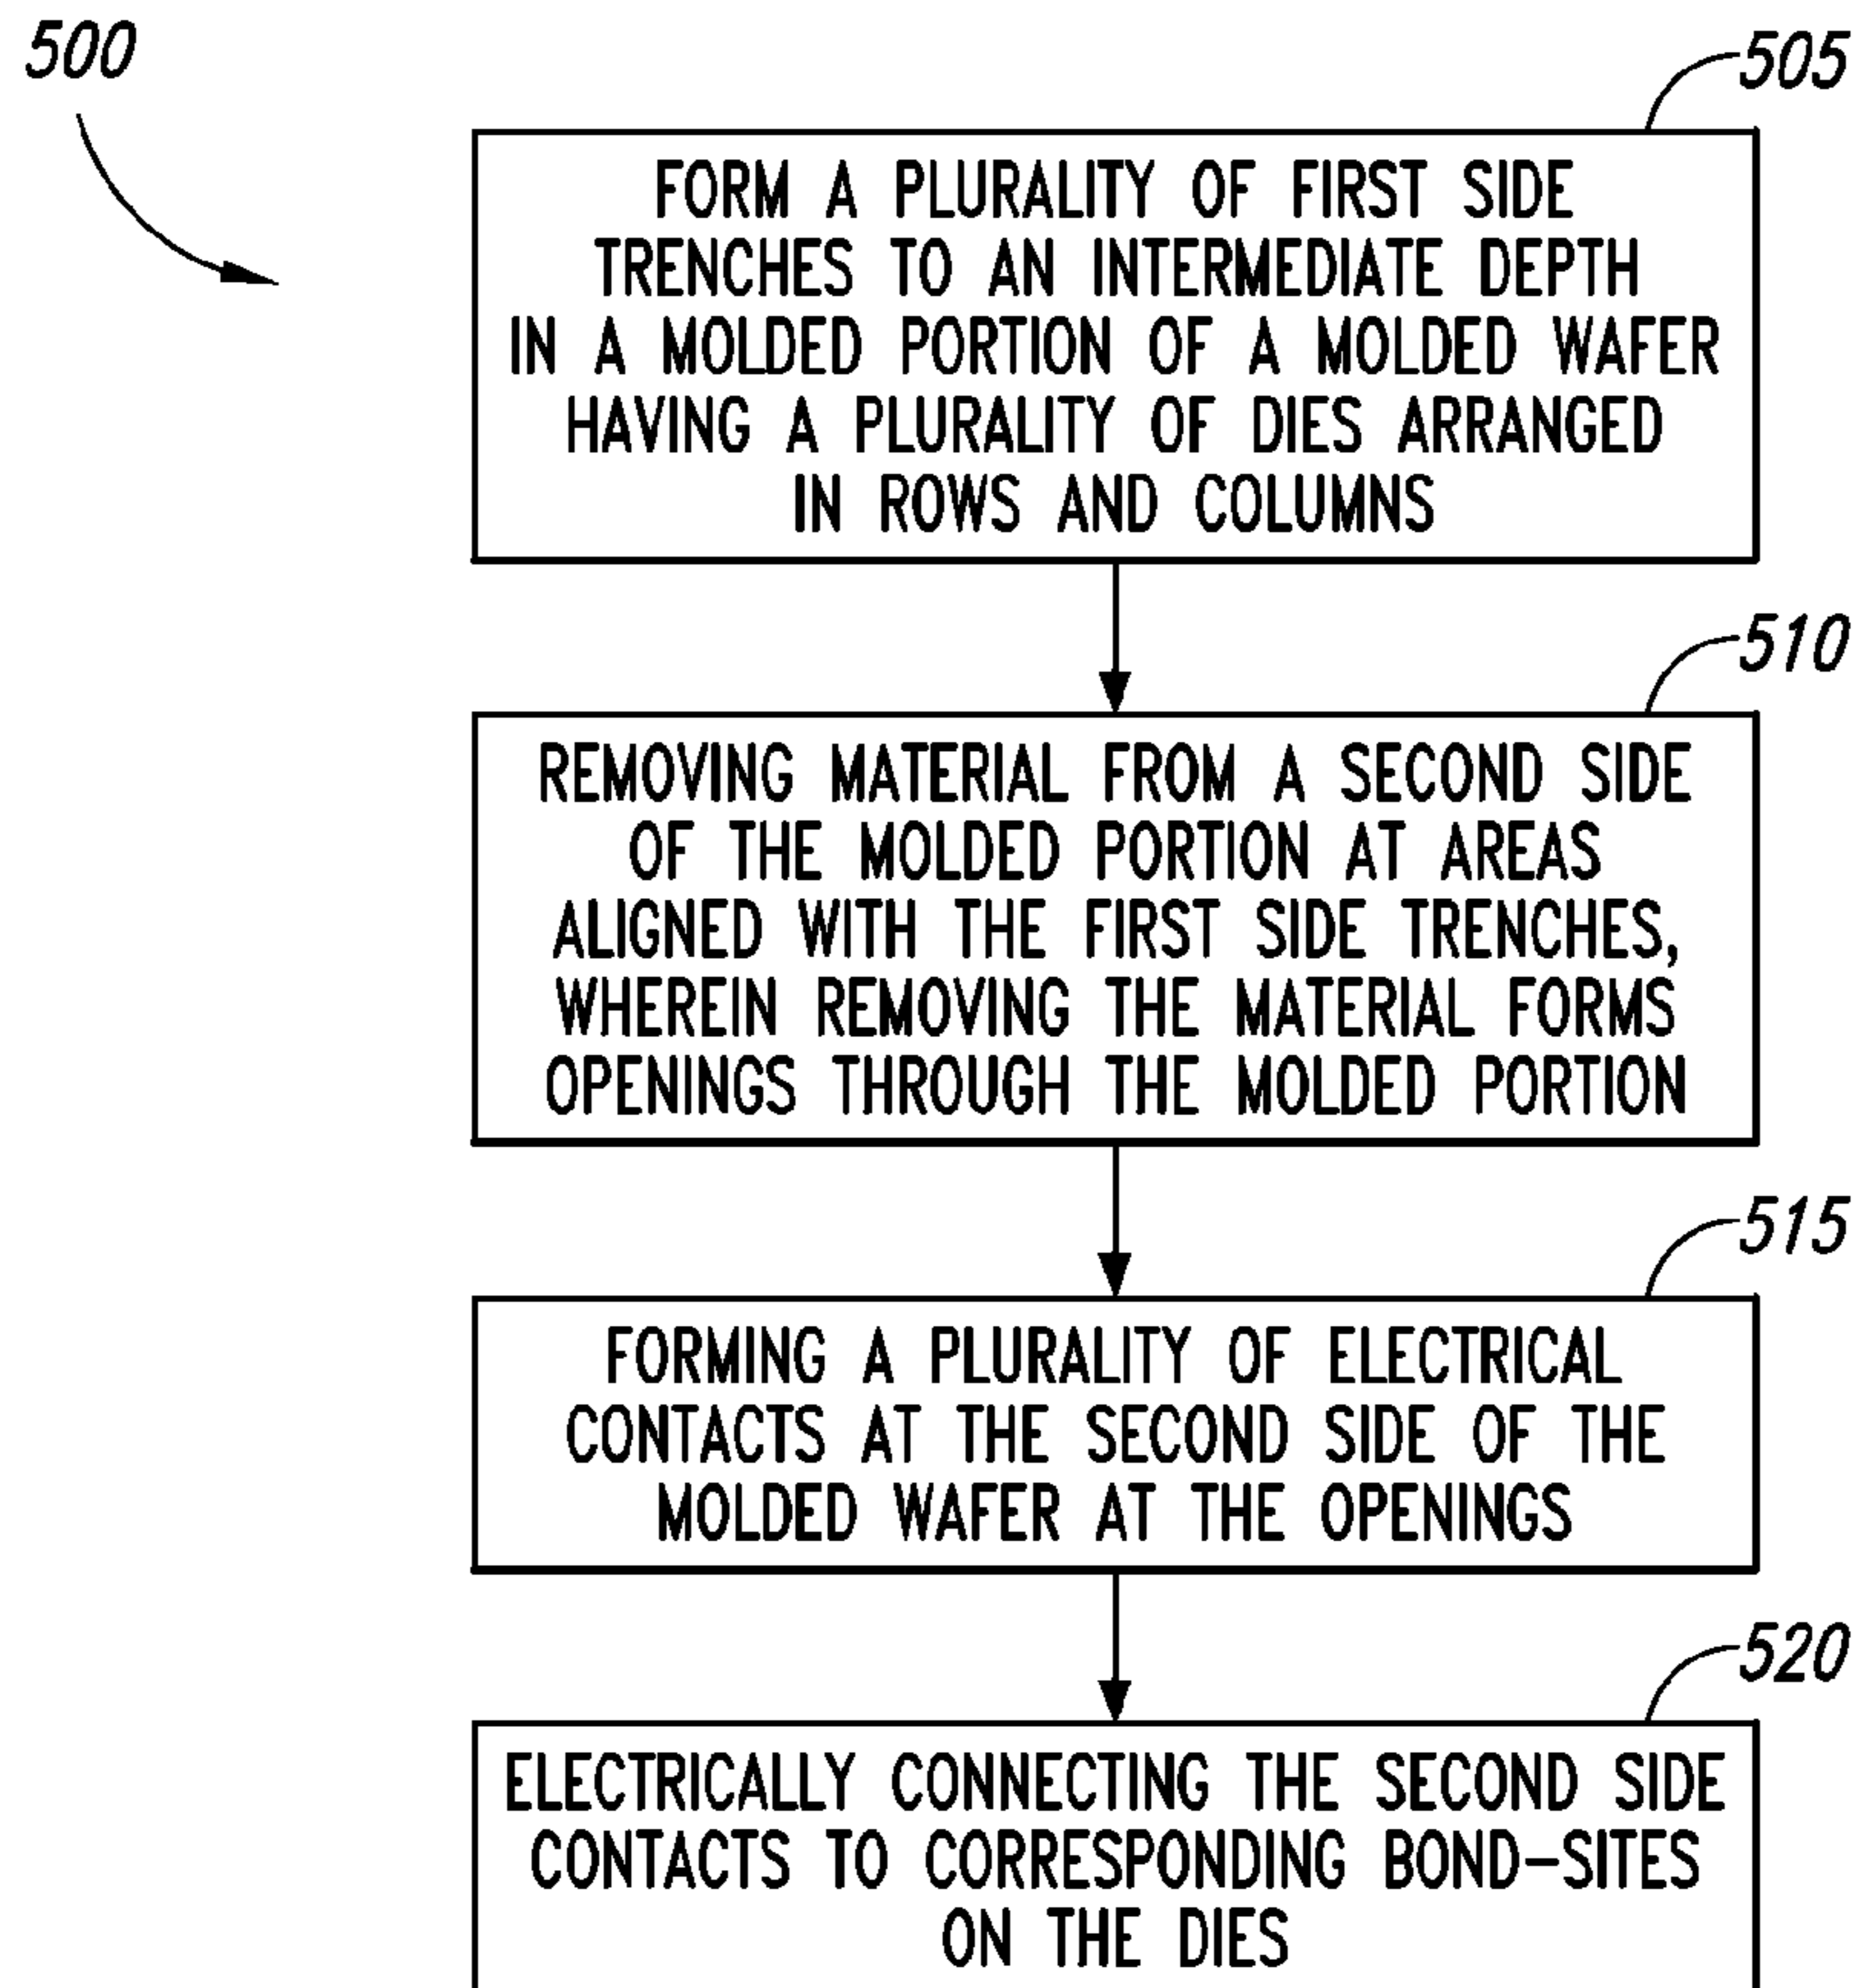 500
505
FORM A PLURALITY OF FIRST SIDE
TRENCHES TO AN INTERMEDIATE DEPTH
IN A MOLDED PORTION OF A MOLDED WAFER
HAVING A PLURALITY OF DIES ARRANGED
IN ROWS AND COLUMNS
510
REMOVING MATERIAL FROM A SECOND SIDE
OF THE MOLDED PORTION AT AREAS
ALIGNED WITH THE FIRST SIDE TRENCHES,
WHEREIN REMOVING THE MATERIAL FORMS
OPENINGS THROUGH THE MOLDED PORTION
515
FORMING A PLURALITY OF ELECTRICAL
CONTACTS AT THE SECOND SIDE OF THE
MOLDED WAFER AT THE OPENINGS
520
ELECTRICALLY CONNECTING THE SECOND SIDE
CONTACTS TO CORRESPONDING BOND-SITES
ON THE DIES